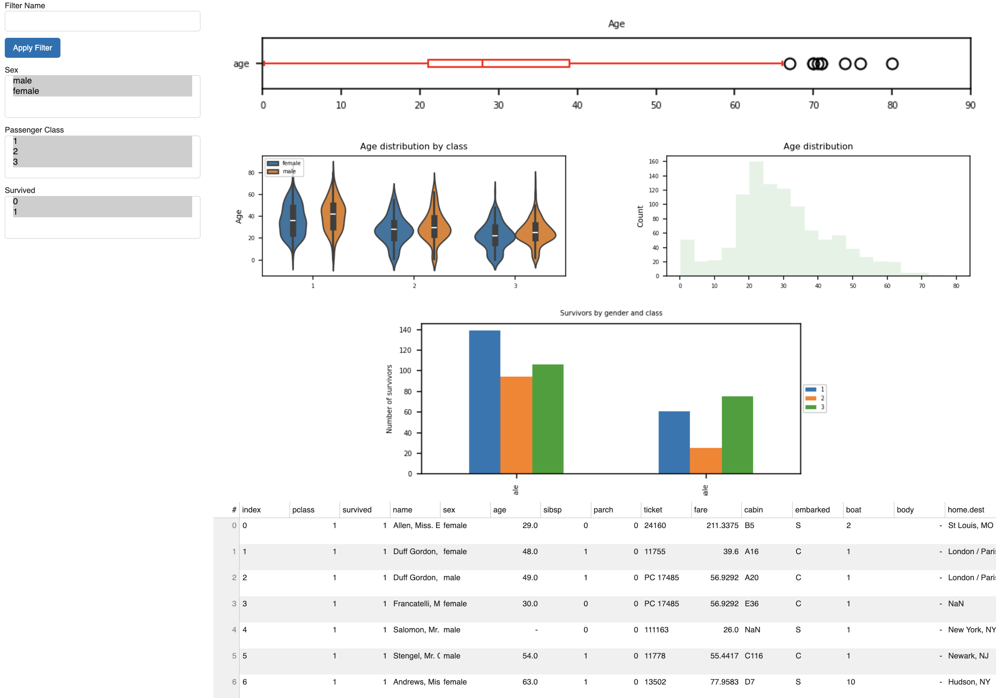 Filter Name
Apply Filter
Sex
male
female
Passenger Class
1
2
3
Survived
0
1
Age
age
0 10 20 30 40 50 60 70 80 90
Age distribution by class
female
male
Age
80
60
40
20
0
1 2 3
Age distribution
Count
160
140
120
100
80
60
40
20
0
0 10 20 30 40 50 60 70 80
Survivors by gender and class
Number of survivors
140
120
100
80
60
40
20
0
1
2
3
ale ale
# index pclass survived name sex age sibsp parch ticket fare cabin embarked boat body home.dest
0 0 1 1 Allen, Miss. E female 29.0 0 0 24160 211.3375 B5 S 2 - St Louis, MO
1 1 1 1 Duff Gordon, female 48.0 1 0 11755 39.6 A16 C 1 - London / Paris
2 2 1 1 Duff Gordon, male 49.0 1 0 PC 17485 56.9292 A20 C 1 - London / Paris
3 3 1 1 Francatelli, M female 30.0 0 0 PC 17485 56.9292 E36 C 1 - NaN
4 4 1 1 Salomon, Mr. male - 0 0 111163 26.0 NaN S 1 - New York, NY
5 5 1 1 Stengel, Mr. C male 54.0 1 0 11778 55.4417 C116 C 1 - Newark, NJ
6 6 1 1 Andrews, Mis female 63.0 1 0 13502 77.9583 D7 S 10 - Hudson, NY